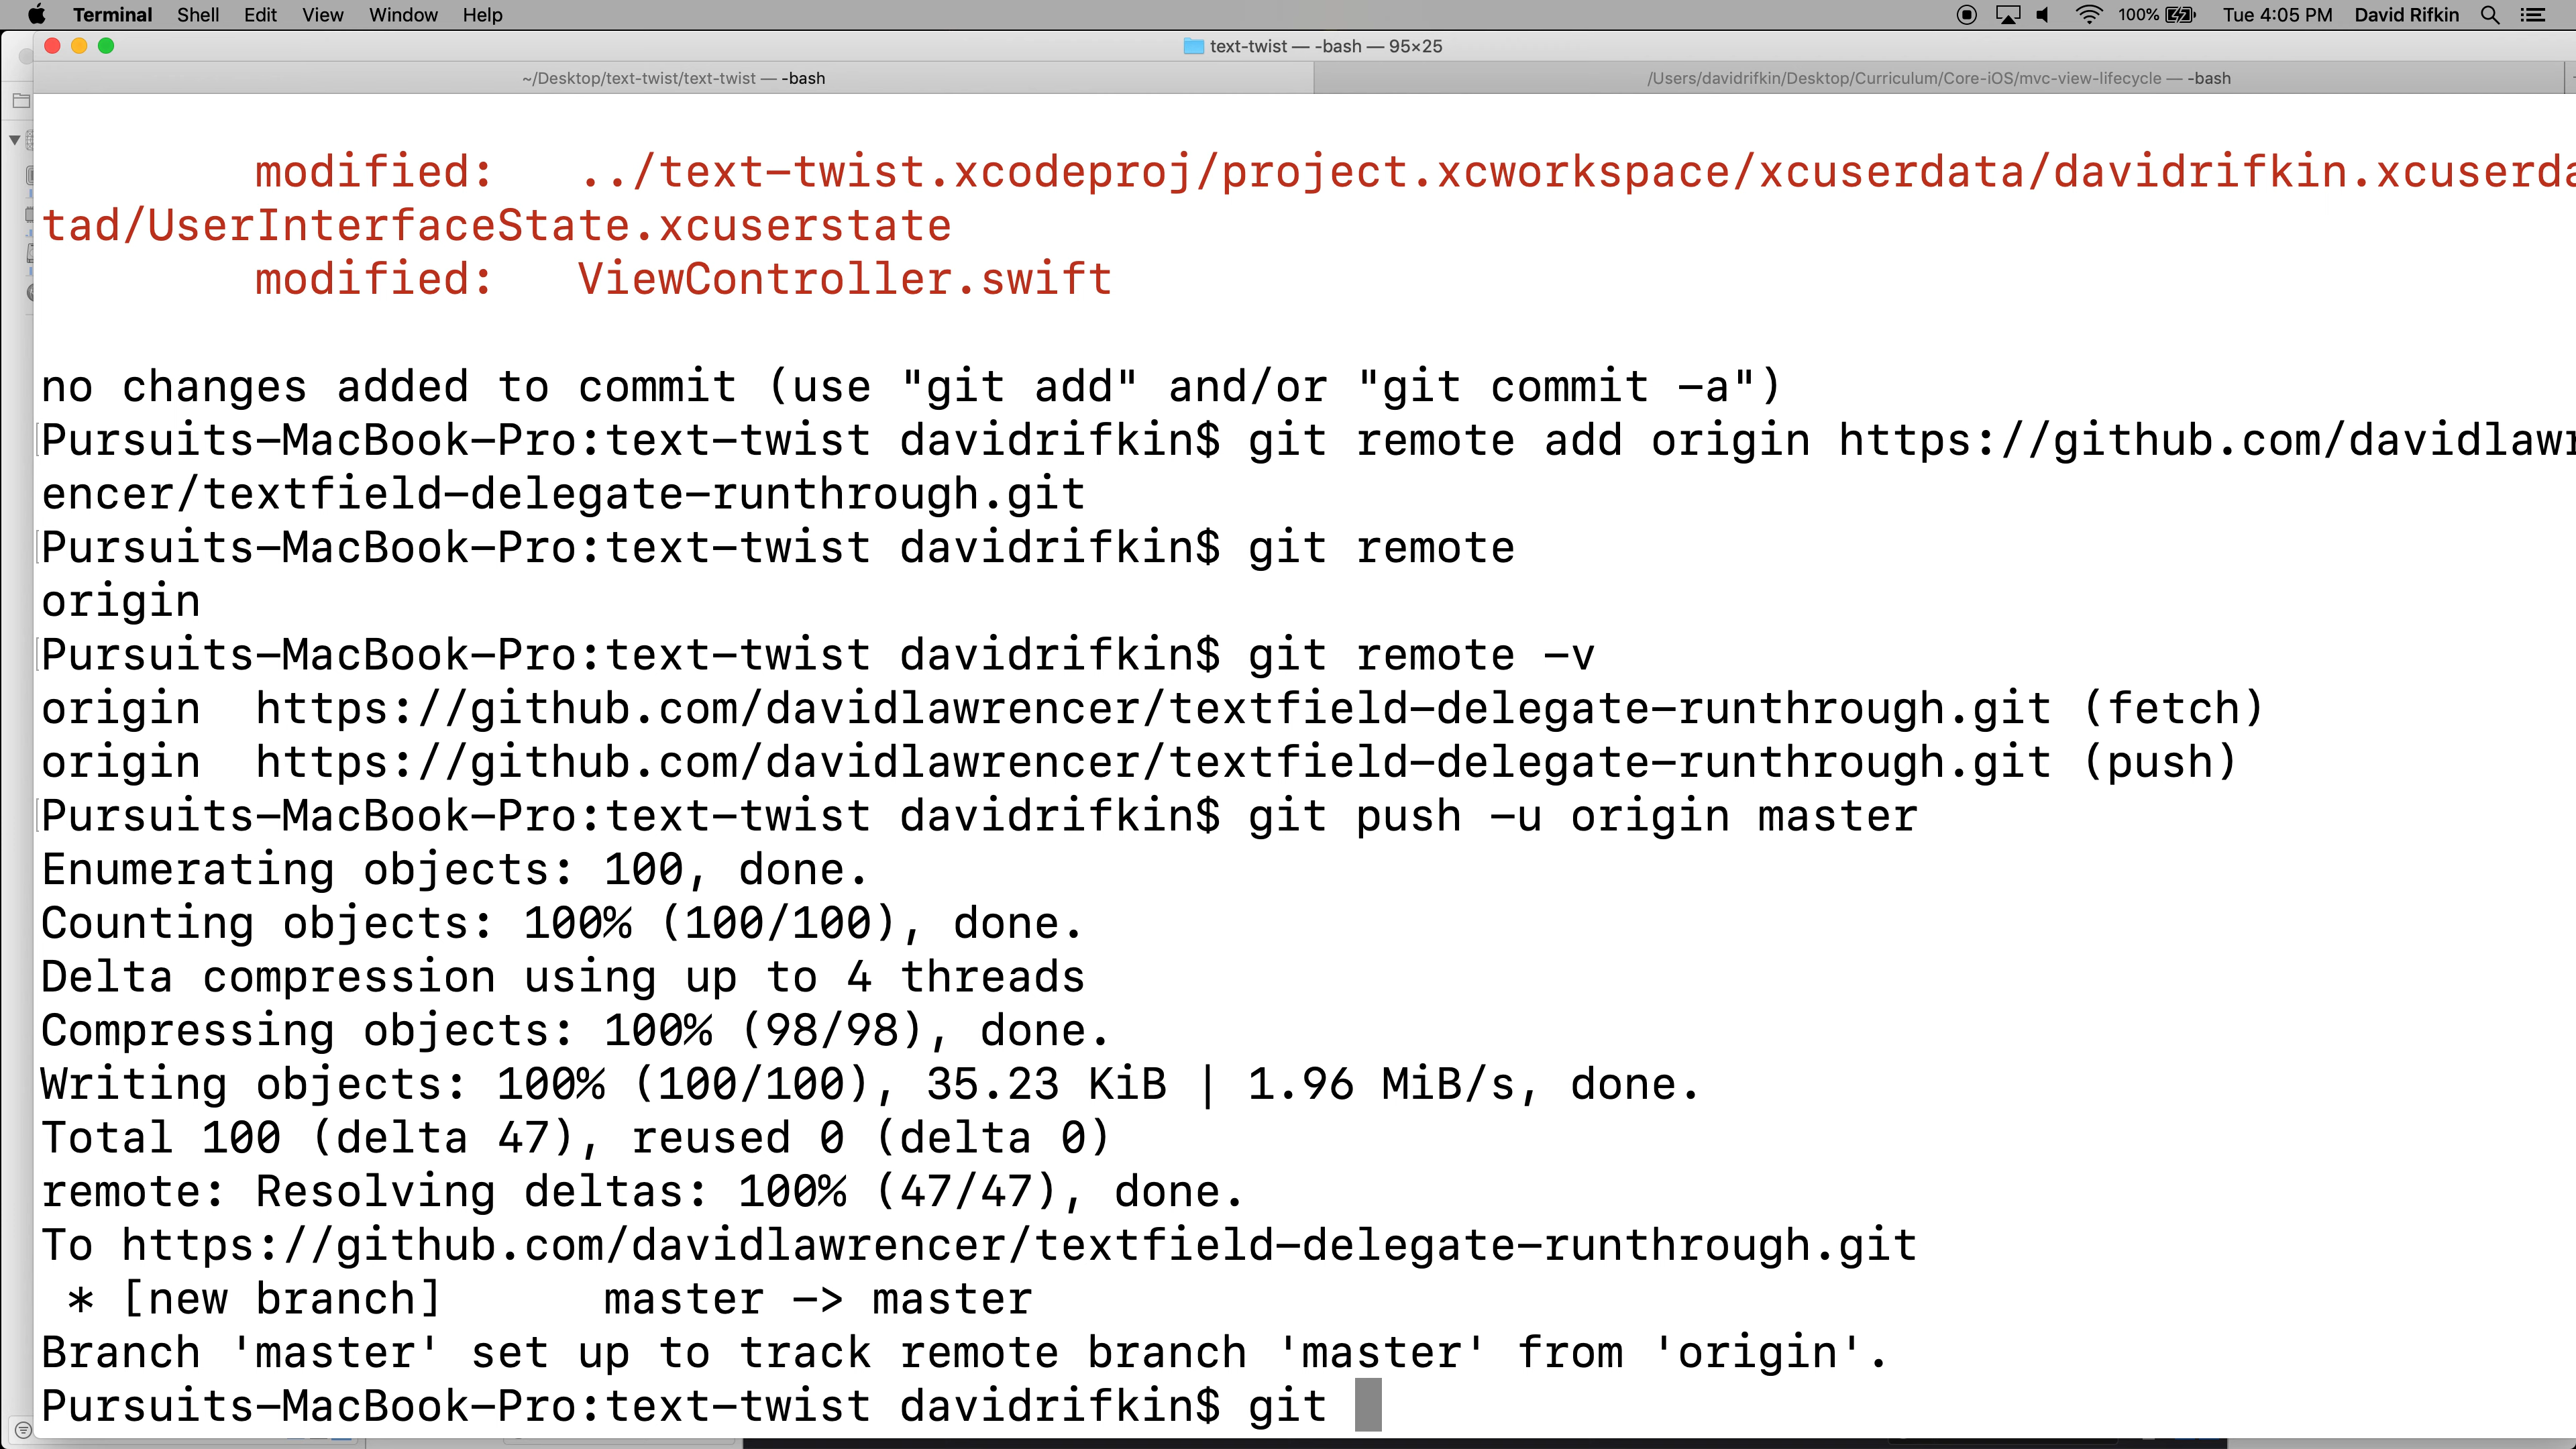 Terminal Shell Edit View Window Help 100% Tue 4:05 PM David Rifkin
text-twist — -bash — 95×25
~/Desktop/text-twist/text-twist — -bash /Users/davidrifkin/Desktop/Curriculum/Core-iOS/mvc-view-lifecycle — -bash
modified: ../text-twist.xcodeproj/project.xcworkspace/xcuserdata/davidrifkin.xcuserda
tad/UserInterfaceState.xcuserstate
modified: ViewController.swift
no changes added to commit (use "git add" and/or "git commit -a")
Pursuits-MacBook-Pro:text-twist davidrifkin$ git remote add origin https://github.com/davidlawr
encer/textfield-delegate-runthrough.git
Pursuits-MacBook-Pro:text-twist davidrifkin$ git remote
origin
Pursuits-MacBook-Pro:text-twist davidrifkin$ git remote -v
origin https://github.com/davidlawrencer/textfield-delegate-runthrough.git (fetch)
origin https://github.com/davidlawrencer/textfield-delegate-runthrough.git (push)
Pursuits-MacBook-Pro:text-twist davidrifkin$ git push -u origin master
Enumerating objects: 100, done.
Counting objects: 100% (100/100), done.
Delta compression using up to 4 threads
Compressing objects: 100% (98/98), done.
Writing objects: 100% (100/100), 35.23 KiB | 1.96 MiB/s, done.
Total 100 (delta 47), reused 0 (delta 0)
remote: Resolving deltas: 100% (47/47), done.
To https://github.com/davidlawrencer/textfield-delegate-runthrough.git
* [new branch] master -> master
Branch 'master' set up to track remote branch 'master' from 'origin'.
Pursuits-MacBook-Pro:text-twist davidrifkin$ git